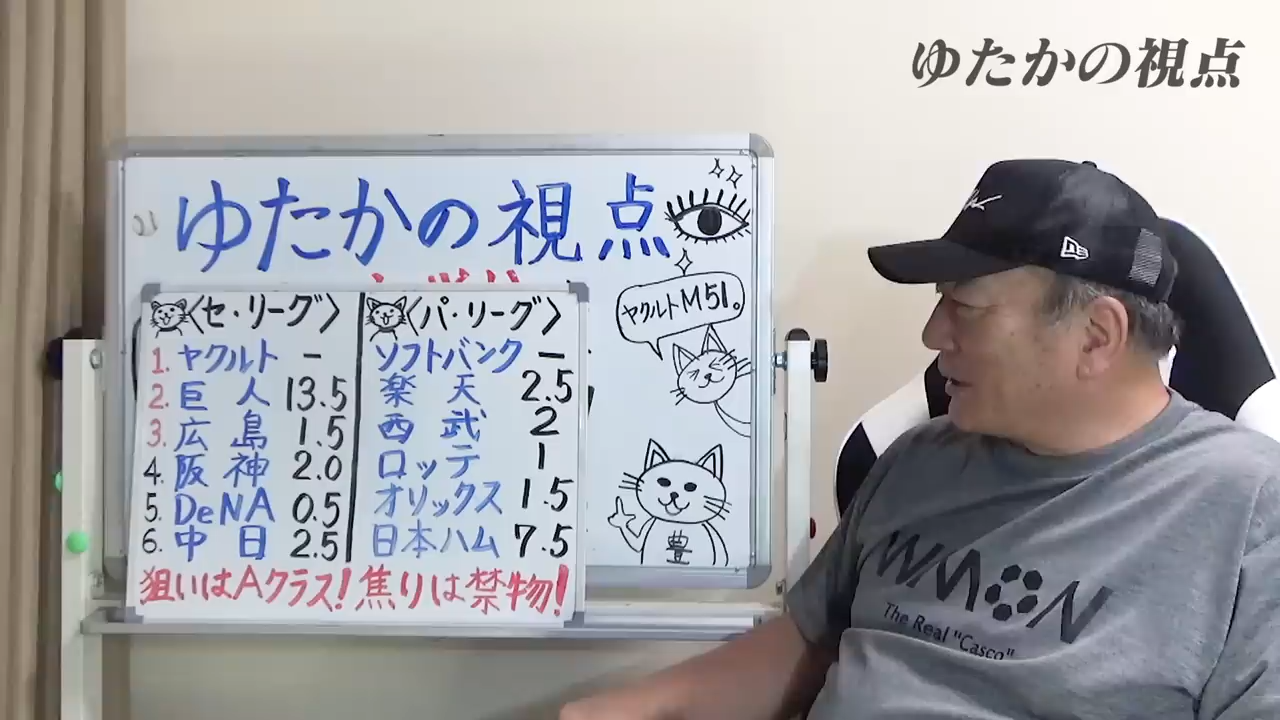 ゆたかの視点
ゆたかの視点
ヤクルトM51。
〈セ・リーグ〉
1. ヤクルト -
2. 巨人 13.5
3. 広島 1.5
4. 阪神 2.0
5. DeNA 0.5
6. 中日 2.5
〈パ・リーグ〉
ソフトバンク -
楽天 2.5
西武 2
ロッテ 1
オリックス 1.5
日本ハム 7.5
狙いはAクラス!焦りは禁物!
豊
WMON
The Real "Casco"